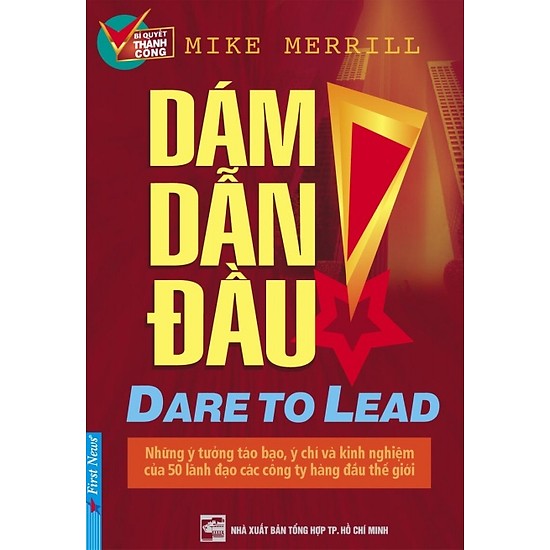 BÍ QUYẾT
THÀNH
CÔNG
MIKE MERRILL
DÁM
DẪN
ĐẦU
DARE TO LEAD
Những ý tưởng táo bạo, ý chí và kinh nghiệm
của 50 lãnh đạo các công ty hàng đầu thế giới
First News
NHÀ XUẤT BẢN TỔNG HỢP TP. HỒ CHÍ MINH